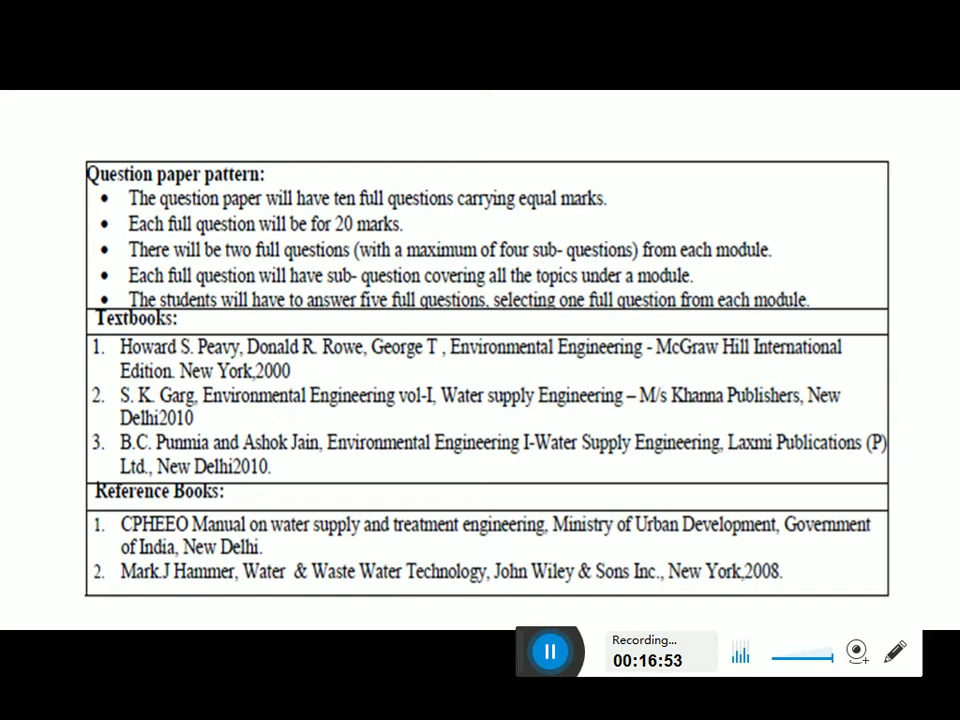 Question paper pattern:
• The question paper will have ten full questions carrying equal marks.
• Each full question will be for 20 marks.
• There will be two full questions (with a maximum of four sub- questions) from each module.
• Each full question will have sub- question covering all the topics under a module.
• The students will have to answer five full questions, selecting one full question from each module.
Textbooks:
1. Howard S. Peavy, Donald R. Rowe, George T , Environmental Engineering - McGraw Hill International
Edition. New York,2000
2. S. K. Garg, Environmental Engineering vol-I, Water supply Engineering – M/s Khanna Publishers, New
Delhi2010
3. B.C. Punmia and Ashok Jain, Environmental Engineering I-Water Supply Engineering, Laxmi Publications (P)
Ltd., New Delhi2010.
Reference Books:
1. CPHEEO Manual on water supply and treatment engineering, Ministry of Urban Development, Government
of India, New Delhi.
2. Mark.J Hammer, Water & Waste Water Technology, John Wiley & Sons Inc., New York,2008.
Recording...
00:16:53